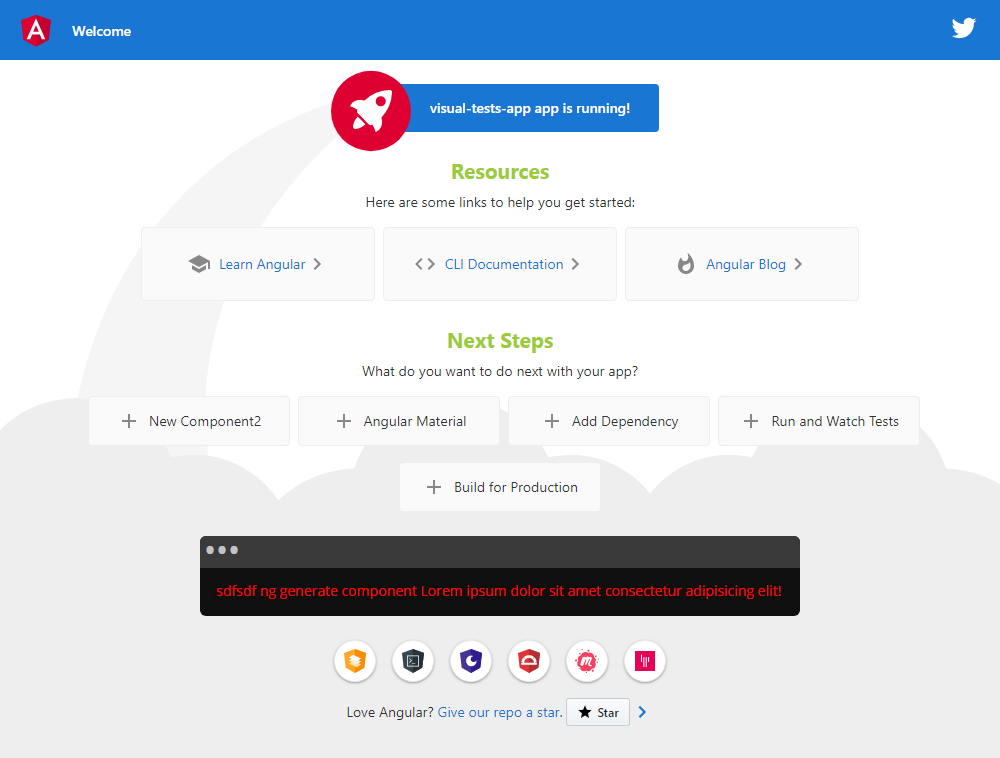 Welcome
visual-tests-app app is running!
Resources
Here are some links to help you get started:
Learn Angular
CLI Documentation
Angular Blog
Next Steps
What do you want to do next with your app?
New Component2
Angular Material
Add Dependency
Run and Watch Tests
Build for Production
sdfsdf ng generate component Lorem ipsum dolor sit amet consectetur adipisicing elit!
Love Angular? Give our repo a star. Star